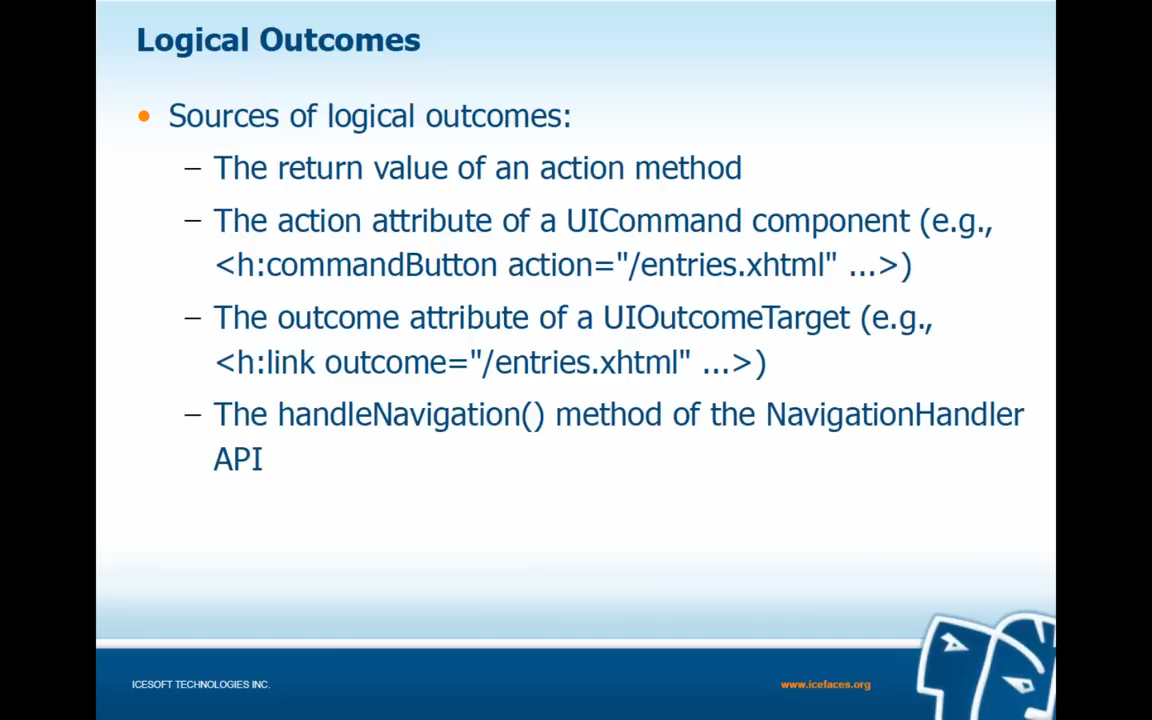 Logical Outcomes
• Sources of logical outcomes:
– The return value of an action method
– The action attribute of a UICommand component (e.g.,
<h:commandButton action="/entries.xhtml" ...>)
– The outcome attribute of a UIOutcomeTarget (e.g.,
<h:link outcome="/entries.xhtml" ...>)
– The handleNavigation() method of the NavigationHandler
API
ICESOFT TECHNOLOGIES INC.
www.icefaces.org